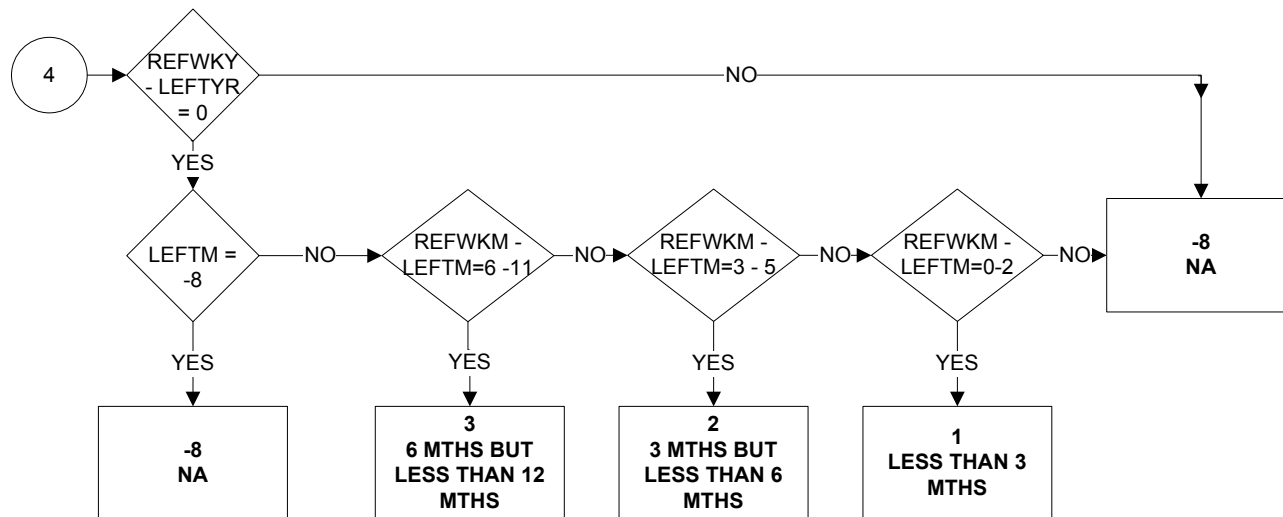 4
REFWKY
- LEFTYR
= 0
NO
YES
LEFTM =
-8
NO
REFWKM -
LEFTM=6 -11
NO
REFWKM -
LEFTM=3 - 5
NO
REFWKM -
LEFTM=0-2
NO
-8
NA
YES
YES
YES
YES
-8
NA
3
6 MTHS BUT
LESS THAN 12
MTHS
2
3 MTHS BUT
LESS THAN 6
MTHS
1
LESS THAN 3
MTHS